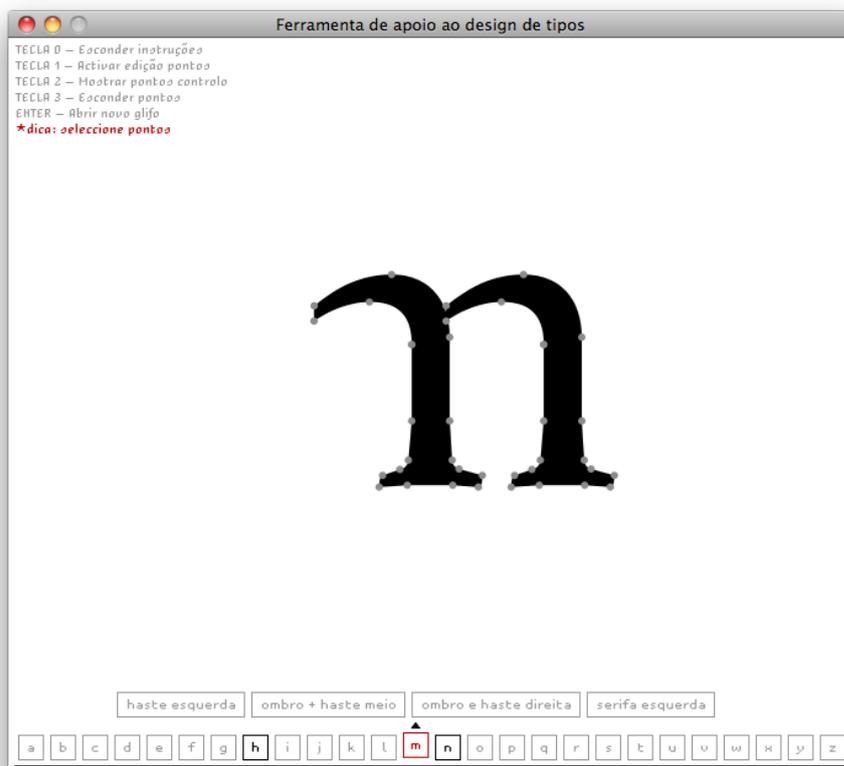 Ferramenta de apoio ao design de tipos
TECLA 0 – Esconder instruções
TECLA 1 – Activar edição pontos
TECLA 2 – Mostrar pontos controlo
TECLA 3 – Esconder pontos
ENTER – Abrir novo glifo
*dica: seleccione pontos
haste esquerda ombro + haste meio ombro e haste direita serifa esquerda
a b c d e f g h i j k l m n o p q r s t u v w x y z